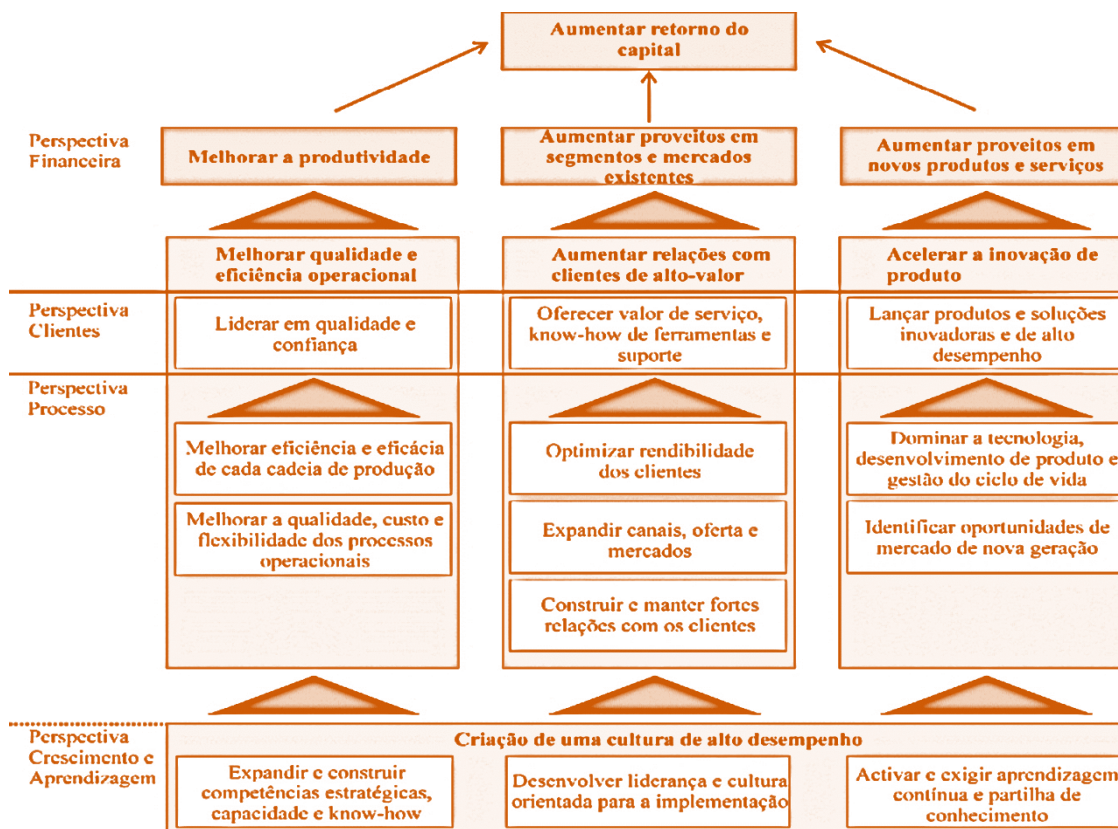 Aumentar retorno do
capital
Perspectiva
Financeira
Melhorar a produtividade
Aumentar proveitos em
segmentos e mercados
existentes
Aumentar proveitos em
novos produtos e serviços
Melhorar qualidade e
eficiência operacional
Aumentar relações com
clientes de alto-valor
Acelerar a inovação de
produto
Perspectiva
Clientes
Liderar em qualidade e
confiança
Oferecer valor de serviço,
know-how de ferramentas e
suporte
Lançar produtos e soluções
inovadoras e de alto
desempenho
Perspectiva
Processo
Melhorar eficiência e eficácia
de cada cadeia de produção
Optimizar rendibilidade
dos clientes
Dominar a tecnologia,
desenvolvimento de produto e
gestão do ciclo de vida
Melhorar a qualidade, custo e
flexibilidade dos processos
operacionais
Expandir canais, oferta e
mercados
Identificar oportunidades de
mercado de nova geração
Construir e manter fortes
relações com os clientes
Perspectiva
Crescimento e
Aprendizagem
Criação de uma cultura de alto desempenho
Expandir e construir
competências estratégicas,
capacidade e know-how
Desenvolver liderança e cultura
orientada para a implementação
Activar e exigir aprendizagem
contínua e partilha de
conhecimento